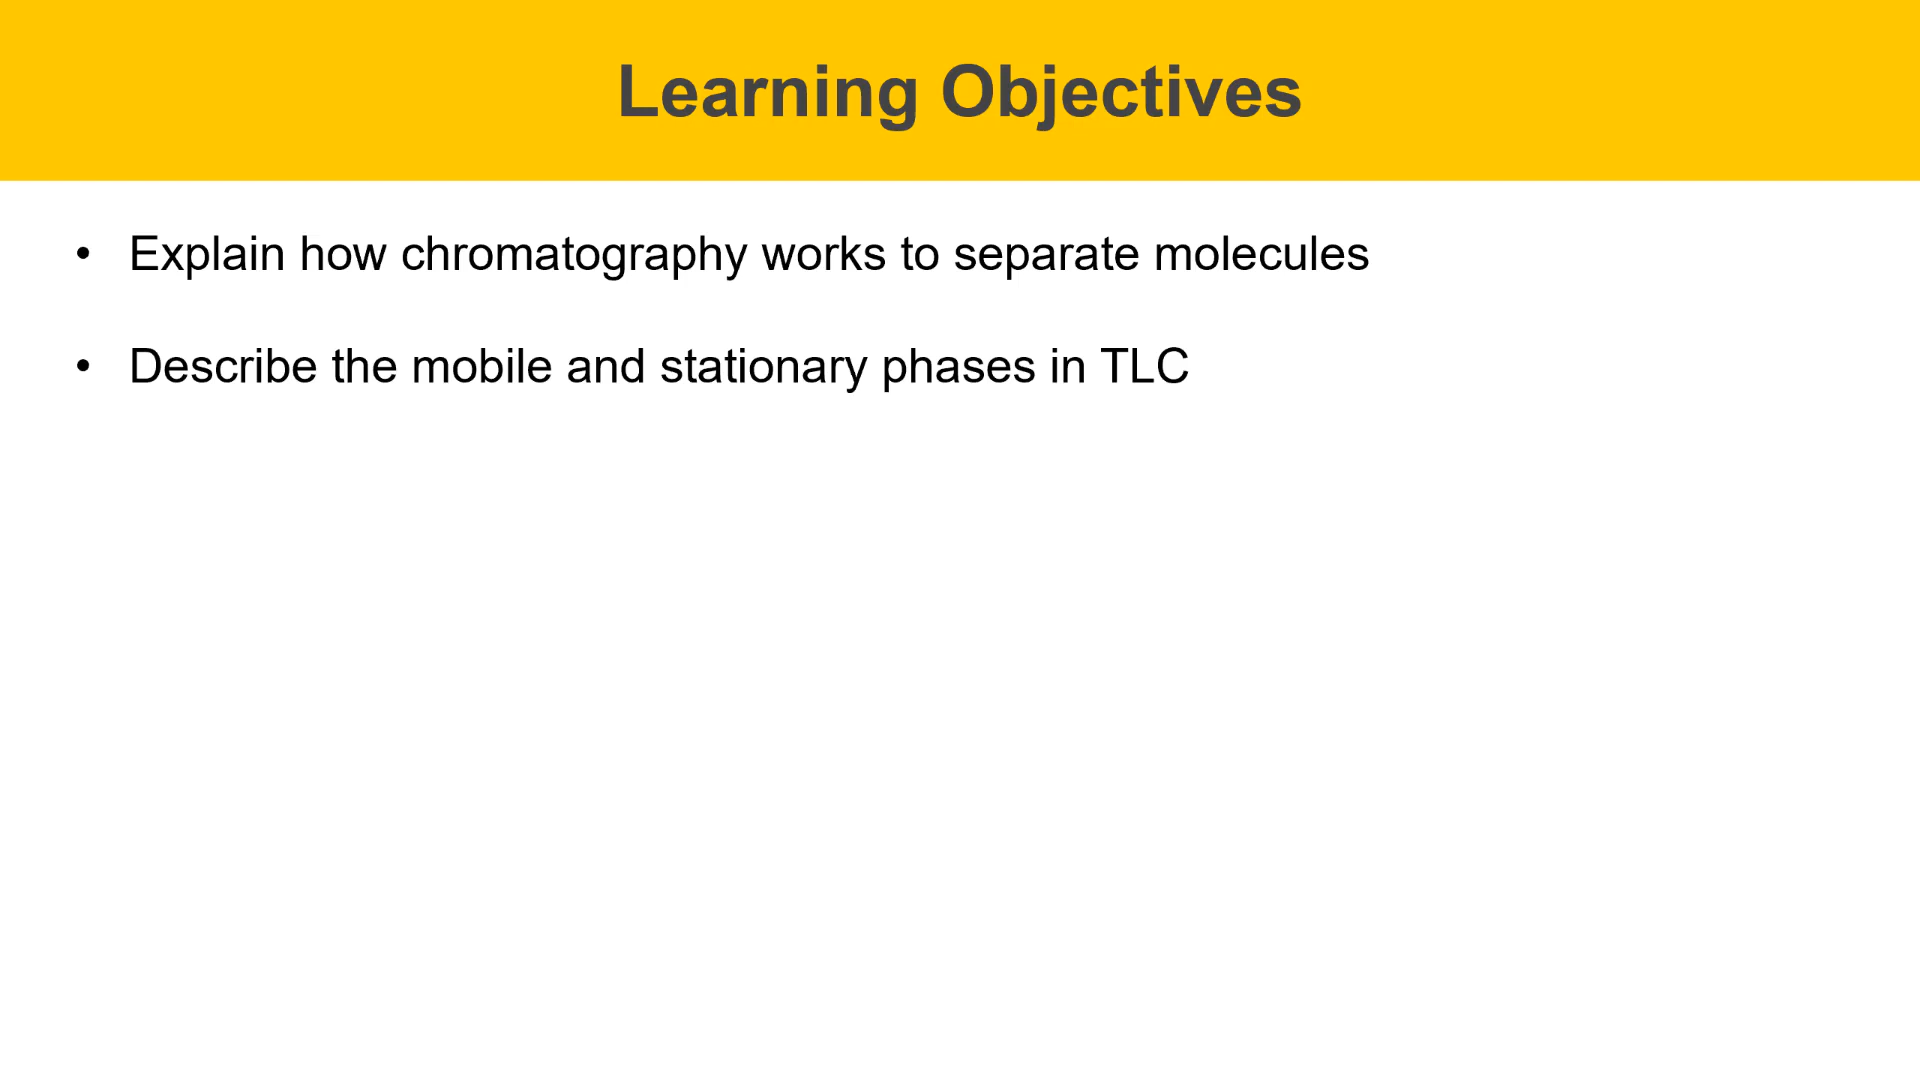 Learning Objectives
• Explain how chromatography works to separate molecules
• Describe the mobile and stationary phases in TLC